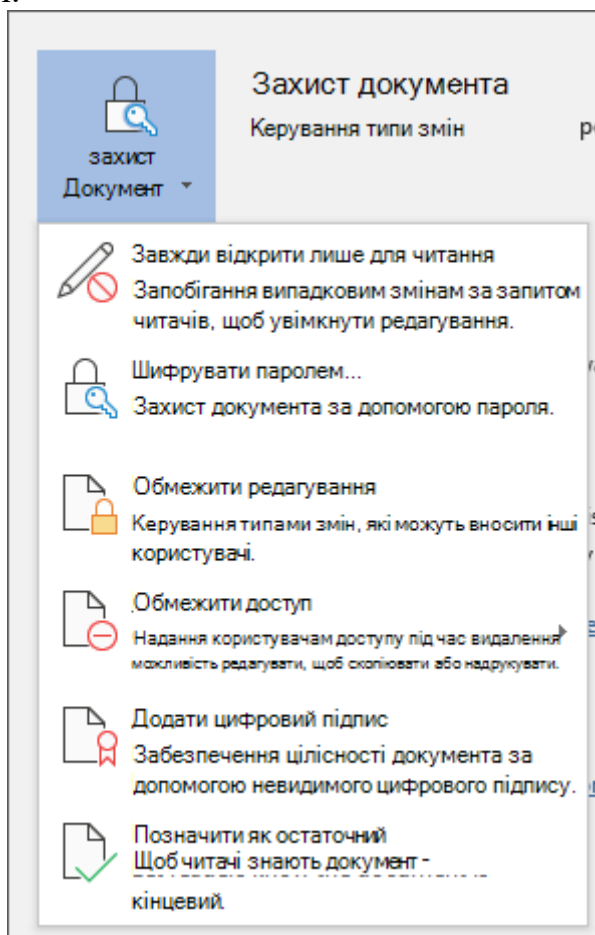 Захист документа
Керування типи змін
захист
Документ
Завжди відкрити лише для читання
Запобігання випадковим змінам за запитом
читачів, щоб увімкнути редагування.
Шифрувати паролем...
Захист документа за допомогою пароля.
Обмежити редагування
Керування типами змін, які можуть вносити інші
користувачі.
Обмежити доступ
Надання користувачам доступу під час видалення
можливість редагувати, щоб скопіювати або надрукувати.
Додати цифровий підпис
Забезпечення цілісності документа за
допомогою невидимого цифрового підпису.
Позначити як остаточний
Щоб читачі знають документ -
кінцевий.